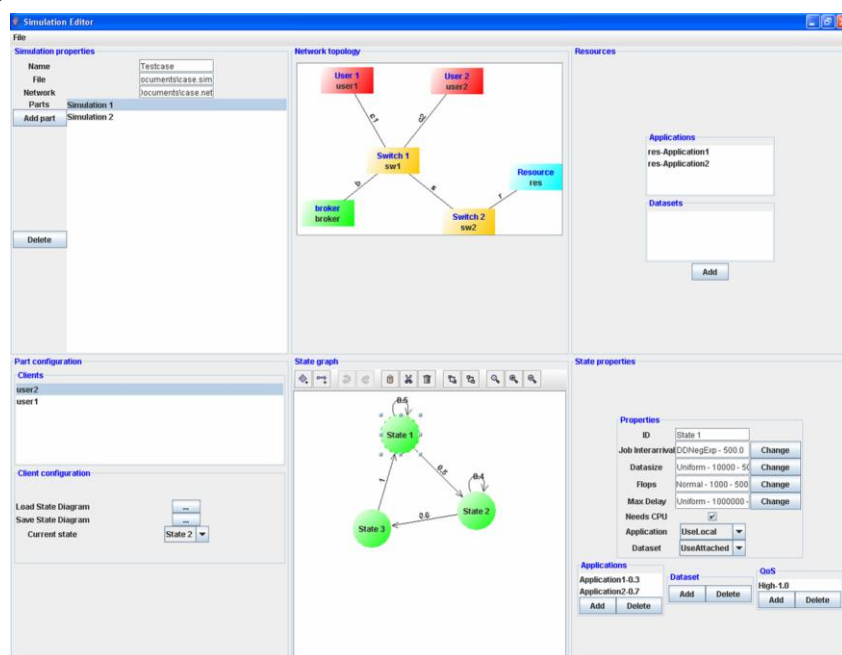 Simulation Editor
File
Simulation properties
Name Testcase
File ocuments\case.sim
Network Documents\case.net
Parts Simulation 1
Add part Simulation 2
Delete
Network topology
User 1
user1
User 2
user2
c1
c2
Switch 1
sw1
Resource
res
b
s
r
broker
broker
Switch 2
sw2
Resources
Applications
res-Application1
res-Application2
Datasets
Add
Part configuration
Clients
user2
user1
Client configuration
Load State Diagram ...
Save State Diagram ...
Current state State 2
State graph
0.5
State 1
0.5
0.4
1
State 2
0.6
State 3
State properties
Properties
ID State 1
Job Interarrival DDNegExp - 500.0 Change
Datasize Uniform - 10000 - 50 Change
Flops Normal - 1000 - 500 Change
Max Delay Uniform - 1000000 - Change
Needs CPU
Application UseLocal
Dataset UseAttached
Applications
Application1-0.3
Application2-0.7
Add Delete
Dataset
Add Delete
QoS
High-1.0
Add Delete